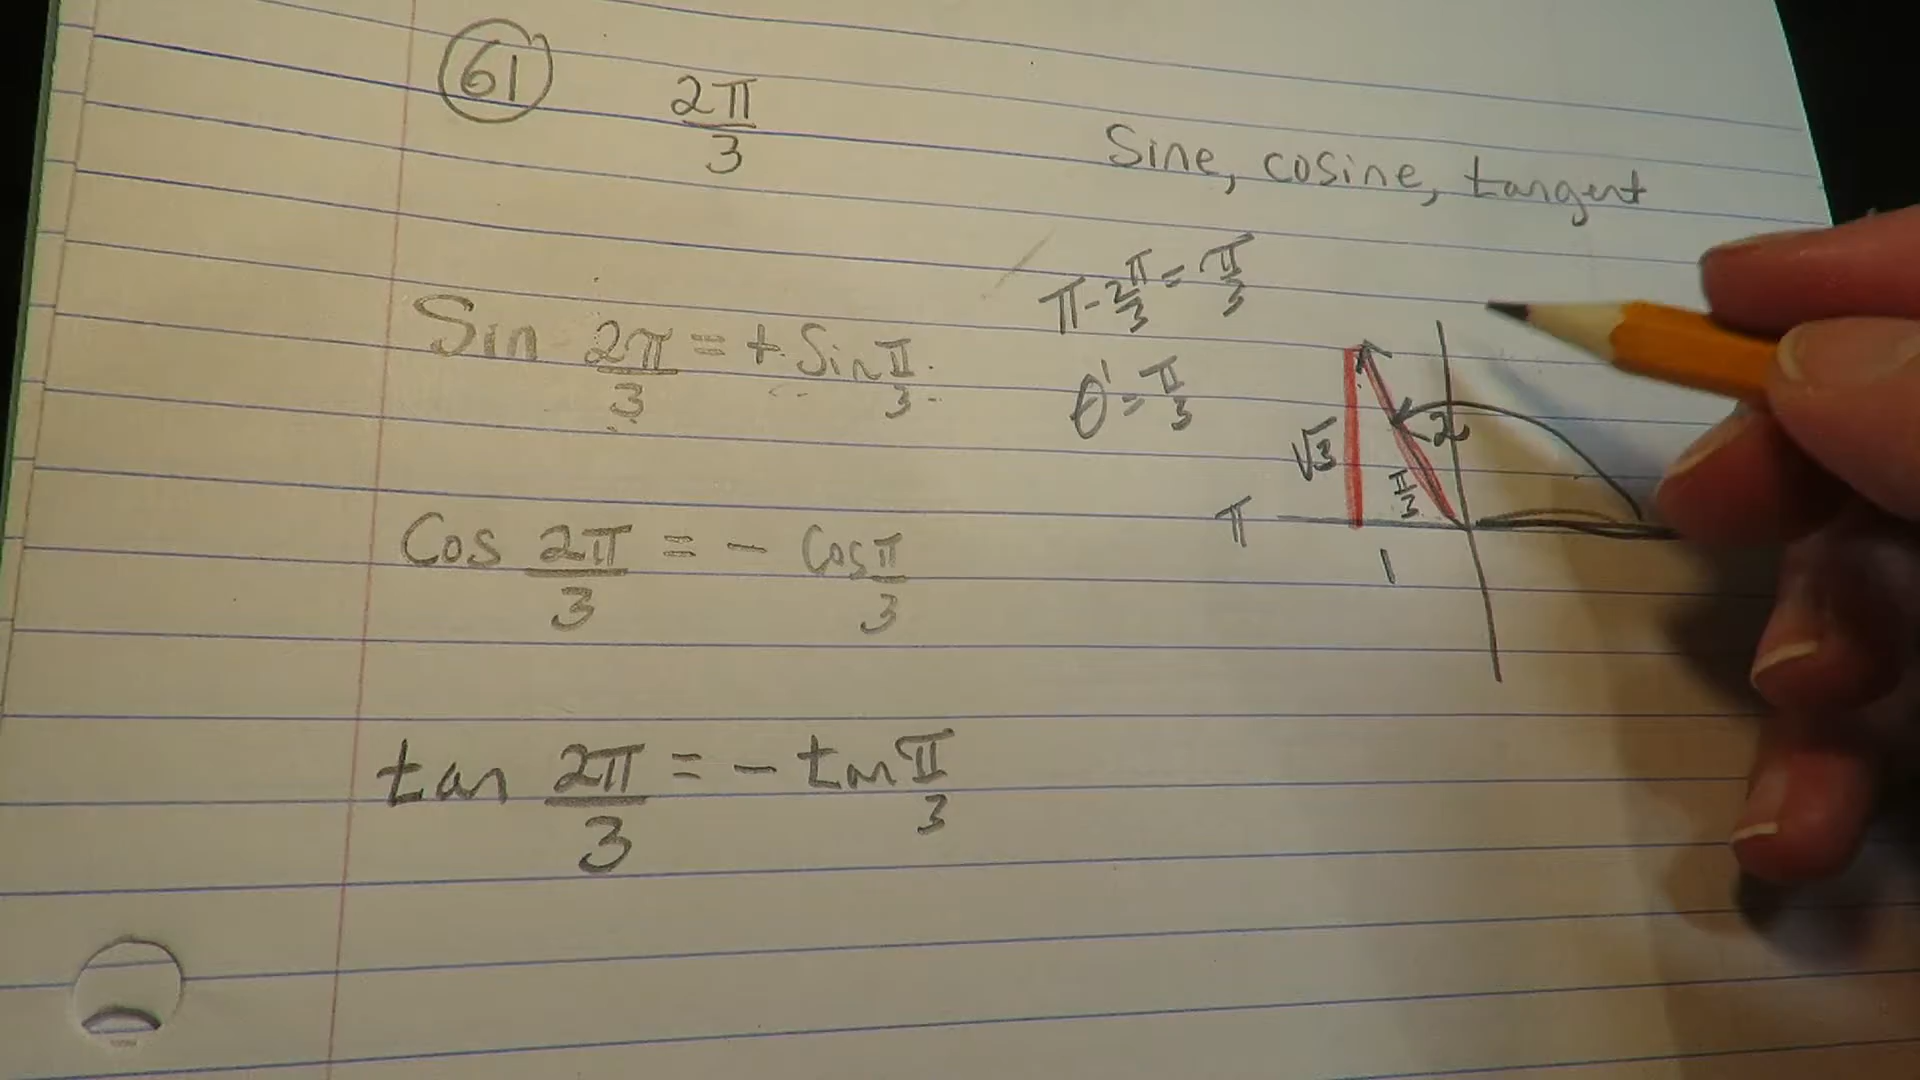 61 2π/3
Sine, cosine, tangent
π - 2π/3 = π/3
Sin 2π/3 = + Sin π/3
θ' = π/3
√3 2 π/3
π 1
Cos 2π/3 = - Cos π/3
tan 2π/3 = - tan π/3